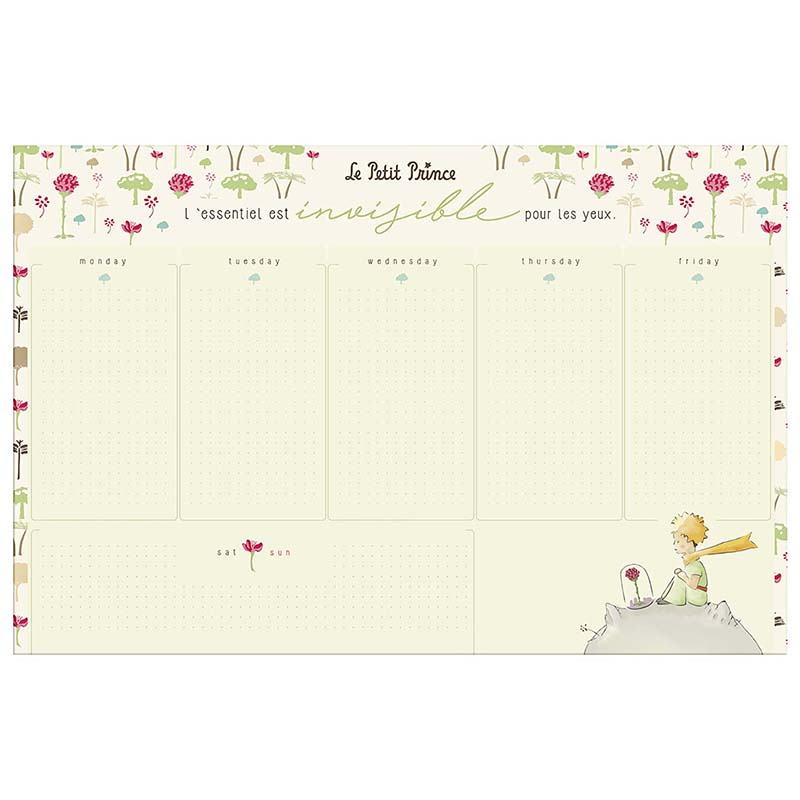 Le Petit Prince
L'essentiel est invisible pour les yeux.
monday tuesday wednesday thursday friday
sat sun